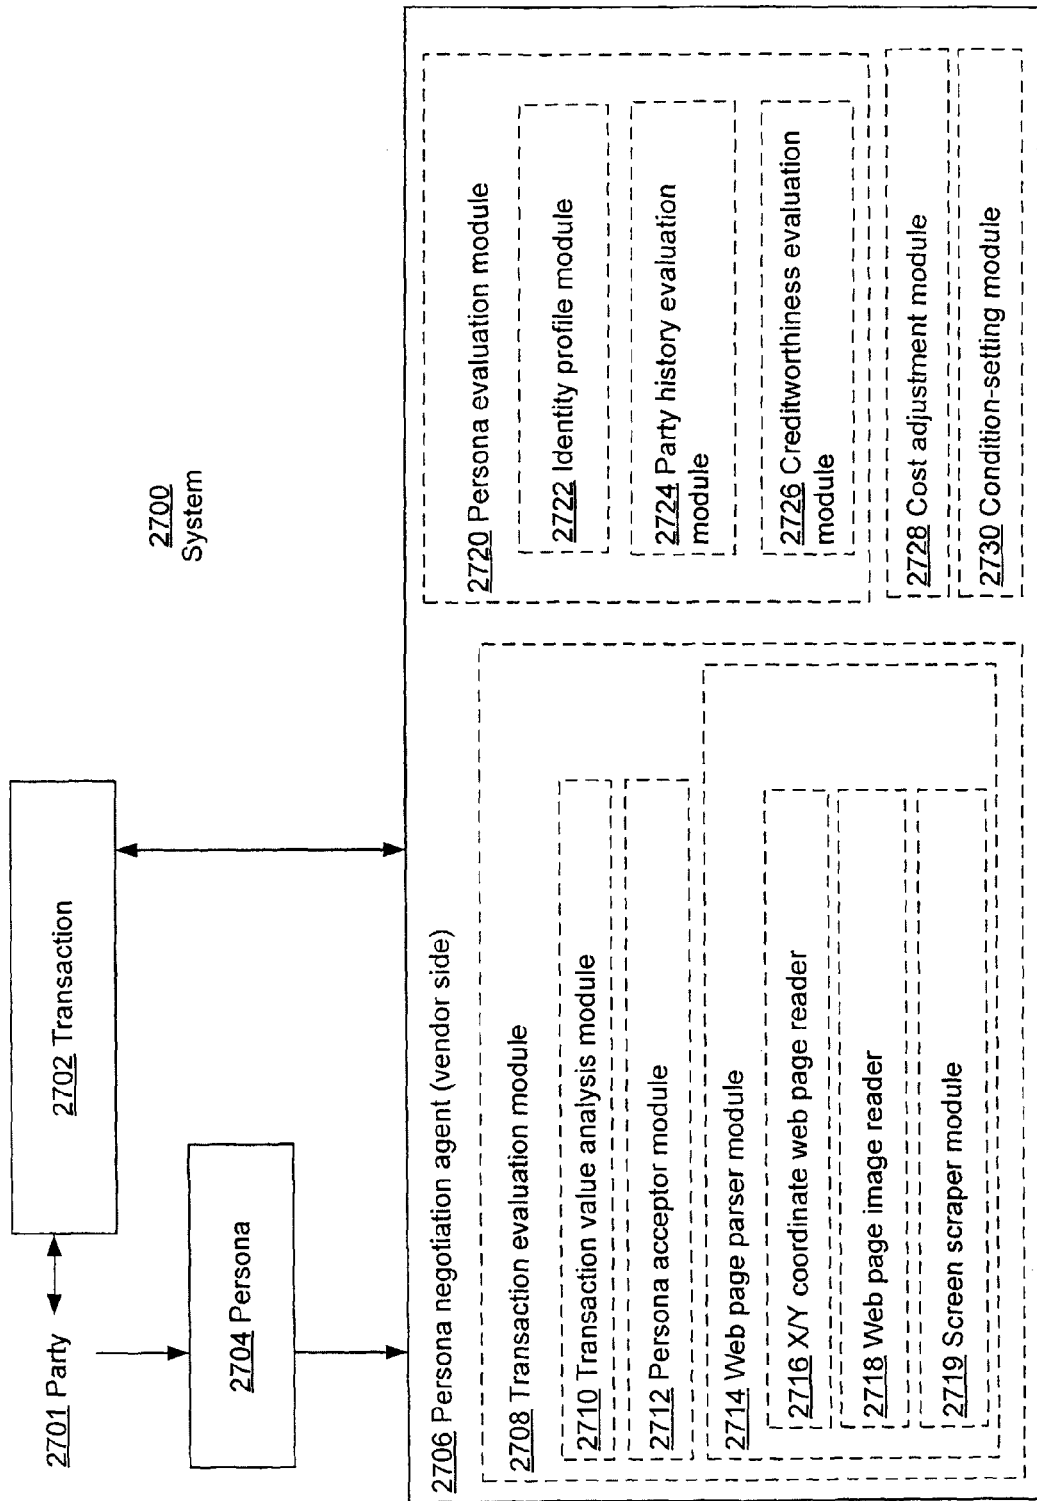 2700
System
2701 Party
2702 Transaction
2704 Persona
2706 Persona negotiation agent (vendor side)
2708 Transaction evaluation module
2710 Transaction value analysis module
2712 Persona acceptor module
2714 Web page parser module
2716 X/Y coordinate web page reader
2718 Web page image reader
2719 Screen scraper module
2720 Persona evaluation module
2722 Identity profile module
2724 Party history evaluation
module
2726 Creditworthiness evaluation
module
2728 Cost adjustment module
2730 Condition-setting module